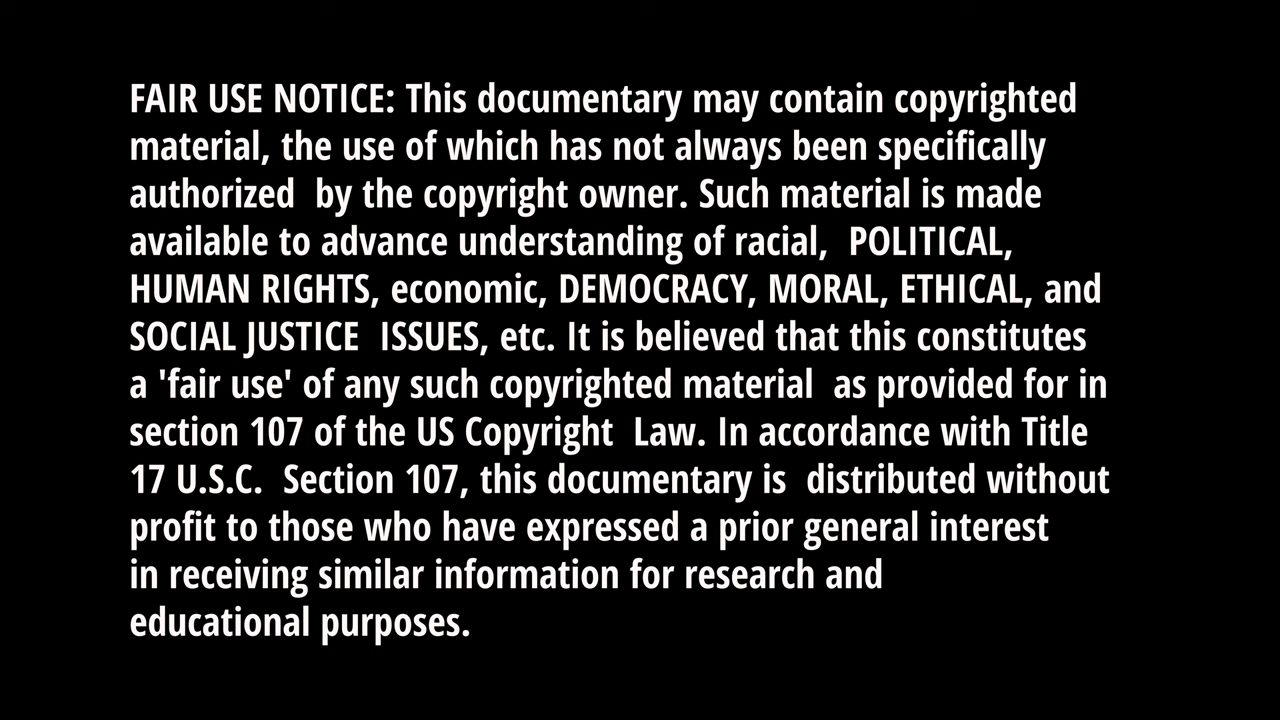 FAIR USE NOTICE: This documentary may contain copyrighted
material, the use of which has not always been specifically
authorized  by the copyright owner. Such material is made
available to advance understanding of racial,  POLITICAL,
HUMAN RIGHTS, economic, DEMOCRACY, MORAL, ETHICAL, and
SOCIAL JUSTICE  ISSUES, etc. It is believed that this constitutes
a 'fair use' of any such copyrighted material  as provided for in
section 107 of the US Copyright  Law. In accordance with Title
17 U.S.C.  Section 107, this documentary is  distributed without
profit to those who have expressed a prior general interest
in receiving similar information for research and
educational purposes.